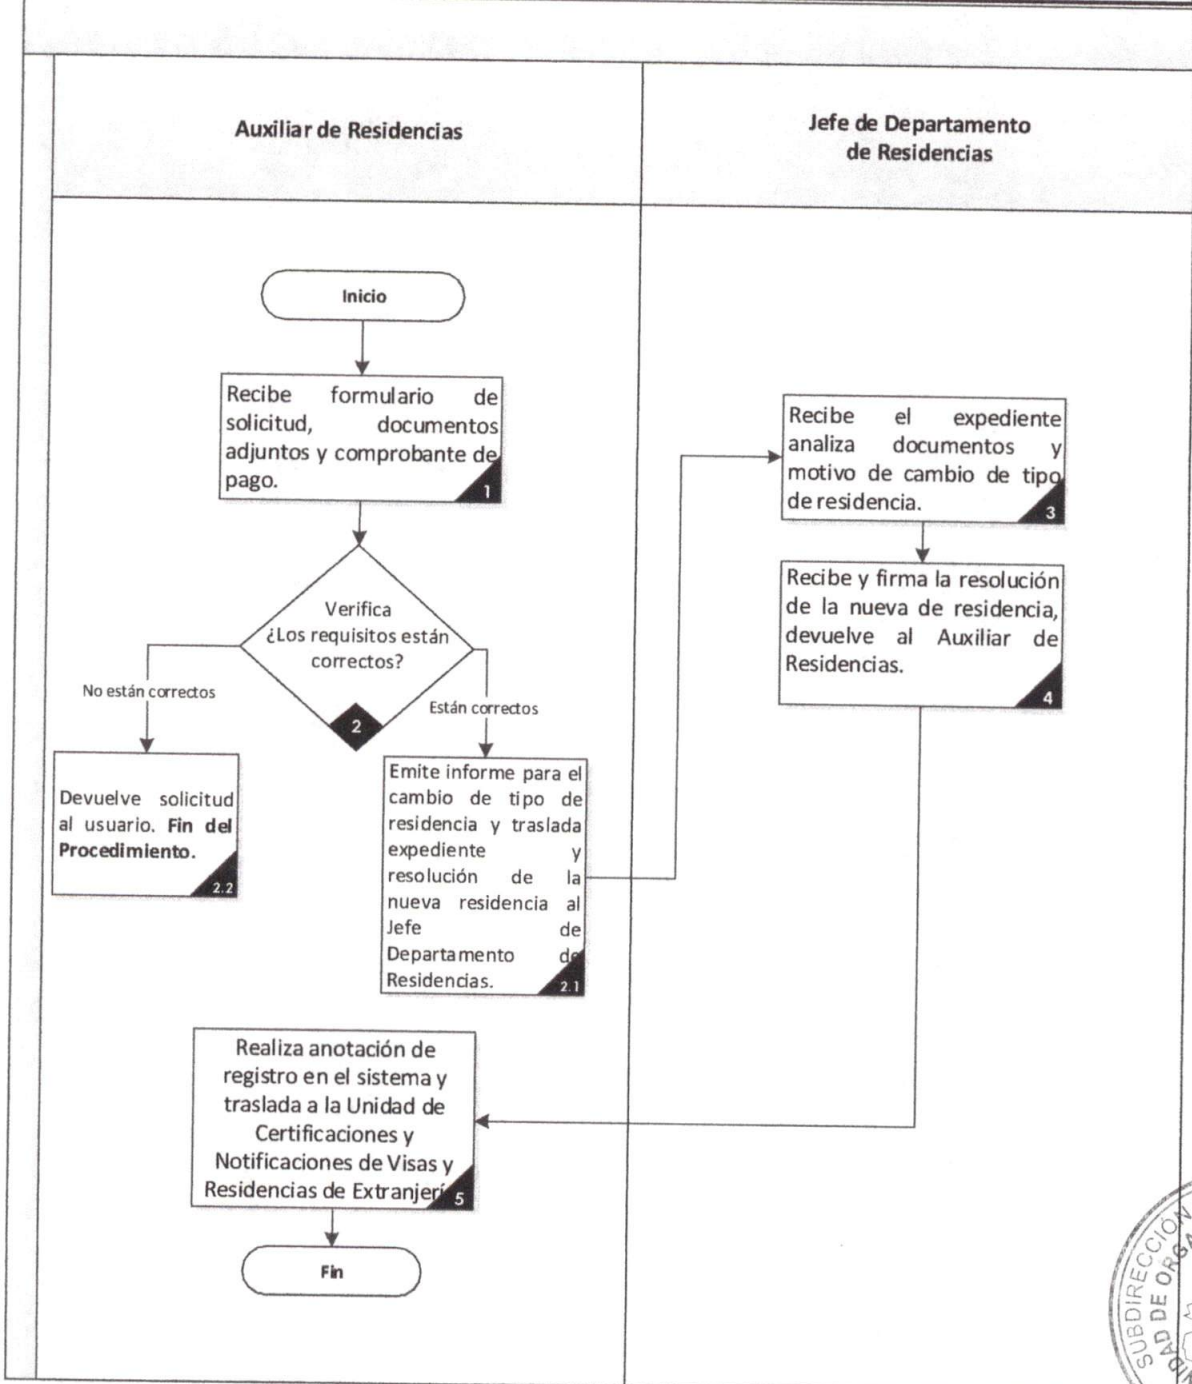 Auxiliar de Residencias
Jefe de Departamento
de Residencias
Inicio
Recibe formulario de
solicitud, documentos
adjuntos y comprobante de
pago.
1
Verifica
¿Los requisitos están
correctos?
2
No están correctos
Están correctos
Devuelve solicitud
al usuario. Fin del
Procedimiento.
2.2
Emite informe para el
cambio de tipo de
residencia y traslada
expediente y
resolución de la
nueva residencia al
Jefe de
Departamento de
Residencias.
2.1
Recibe el expediente
analiza documentos y
motivo de cambio de tipo
de residencia.
3
Recibe y firma la resolución
de la nueva de residencia,
devuelve al Auxiliar de
Residencias.
4
Realiza anotación de
registro en el sistema y
traslada a la Unidad de
Certificaciones y
Notificaciones de Visas y
Residencias de Extranjerí
5
Fin
SUBDIRECCIÓN
DE